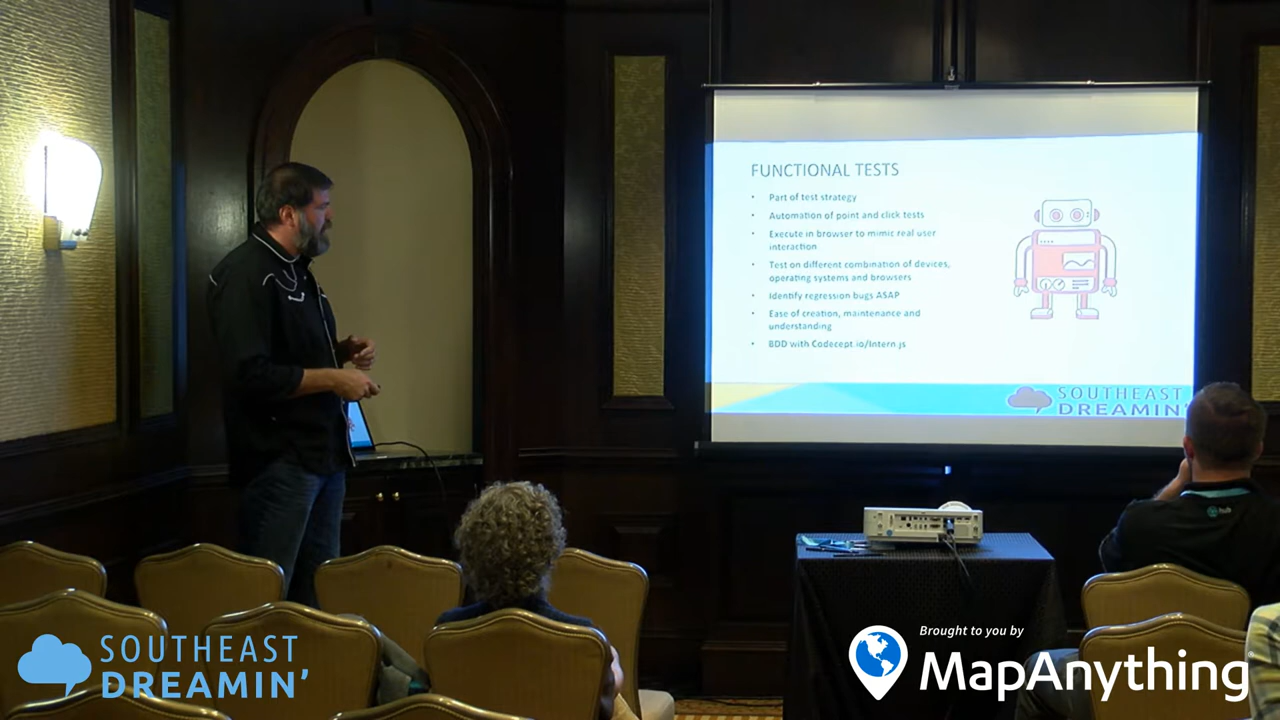 FUNCTIONAL TESTS
• Part of test strategy
• Automation of point and click tests
• Execute in browser to mimic real user
interaction
• Test on different combination of devices,
operating systems and browsers
• Identify regression bugs ASAP
• Ease of creation, maintenance and
understanding
• BDD with Codecept.io/Intern.js
SOUTHEAST
DREAMIN'
SOUTHEAST
DREAMIN'
Brought to you by
MapAnything